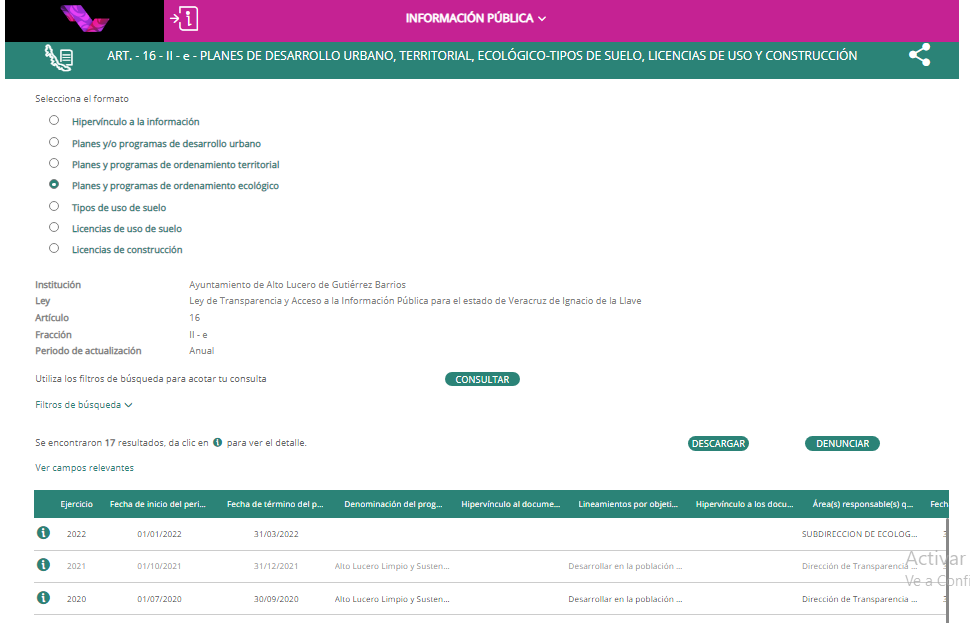 INFORMACIÓN PÚBLICA
ART. - 16 - II - e - PLANES DE DESARROLLO URBANO, TERRITORIAL, ECOLÓGICO-TIPOS DE SUELO, LICENCIAS DE USO Y CONSTRUCCIÓN
Selecciona el formato
Hipervínculo a la información
Planes y/o programas de desarrollo urbano
Planes y programas de ordenamiento territorial
Planes y programas de ordenamiento ecológico
Tipos de uso de suelo
Licencias de uso de suelo
Licencias de construcción
Institución Ayuntamiento de Alto Lucero de Gutiérrez Barrios
Ley Ley de Transparencia y Acceso a la Información Pública para el estado de Veracruz de Ignacio de la Llave
Artículo 16
Fracción II - e
Periodo de actualización Anual
Utiliza los filtros de búsqueda para acotar tu consulta CONSULTAR
Filtros de búsqueda
Se encontraron 17 resultados, da clic en i para ver el detalle. DESCARGAR DENUNCIAR
Ver campos relevantes
Ejercicio Fecha de inicio del peri... Fecha de término del p... Denominación del prog... Hipervínculo al docume... Lineamientos por objeti... Hipervínculo a los docu... Área(s) responsable(s) q... Fech
2022 01/01/2022 31/03/2022 SUBDIRECCION DE ECOLOG... 3
2021 01/10/2021 31/12/2021 Alto Lucero Limpio y Susten... Desarrollar en la población ... Dirección de Transparencia ... 3
2020 01/07/2020 30/09/2020 Alto Lucero Limpio y Susten... Desarrollar en la población ... Dirección de Transparencia ... 3
Activar
Ve a Confi